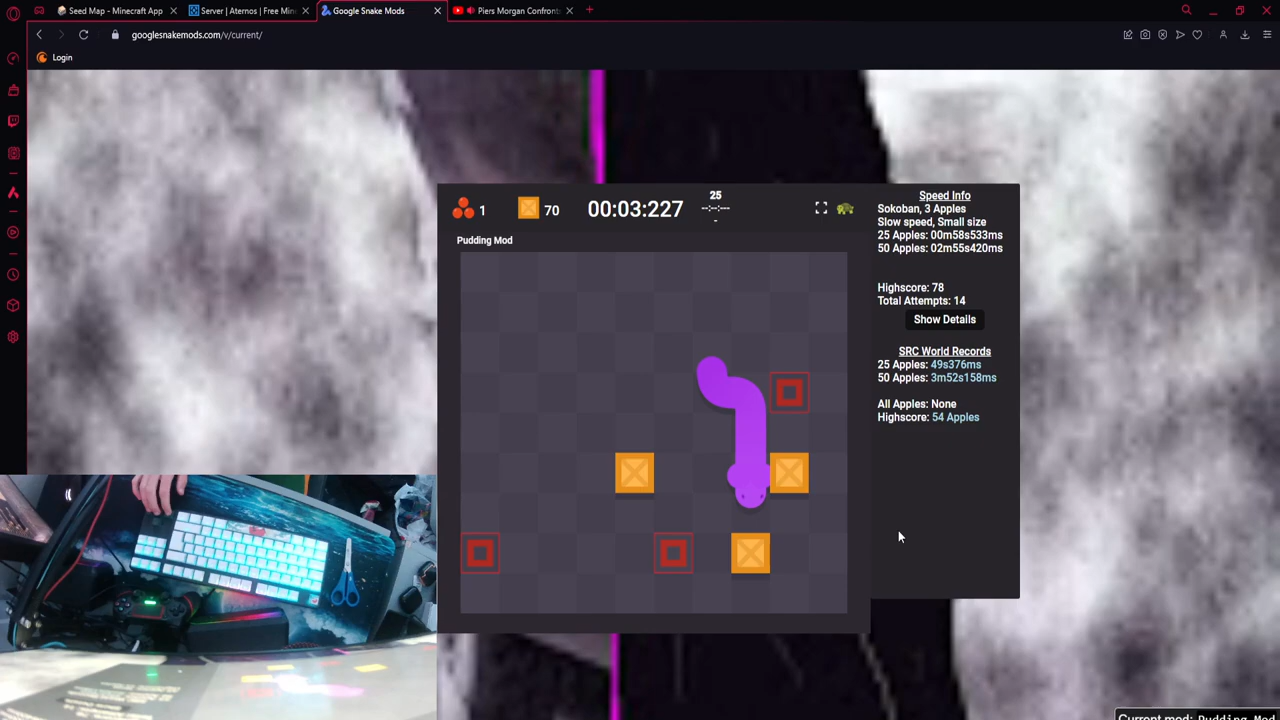 Seed Map - Minecraft App
Server | Aternos | Free Min
Google Snake Mods
Piers Morgan Confront
googlesnakemods.com/v/current/
Login
1
70
00:03:227
25
--:--:--
-
Pudding Mod
Speed Info
Sokoban, 3 Apples
Slow speed, Small size
25 Apples: 00m58s533ms
50 Apples: 02m55s420ms
Highscore: 78
Total Attempts: 14
Show Details
SRC World Records
25 Apples: 49s376ms
50 Apples: 3m52s158ms
All Apples: None
Highscore: 54 Apples
Current mod: Pudding Mod